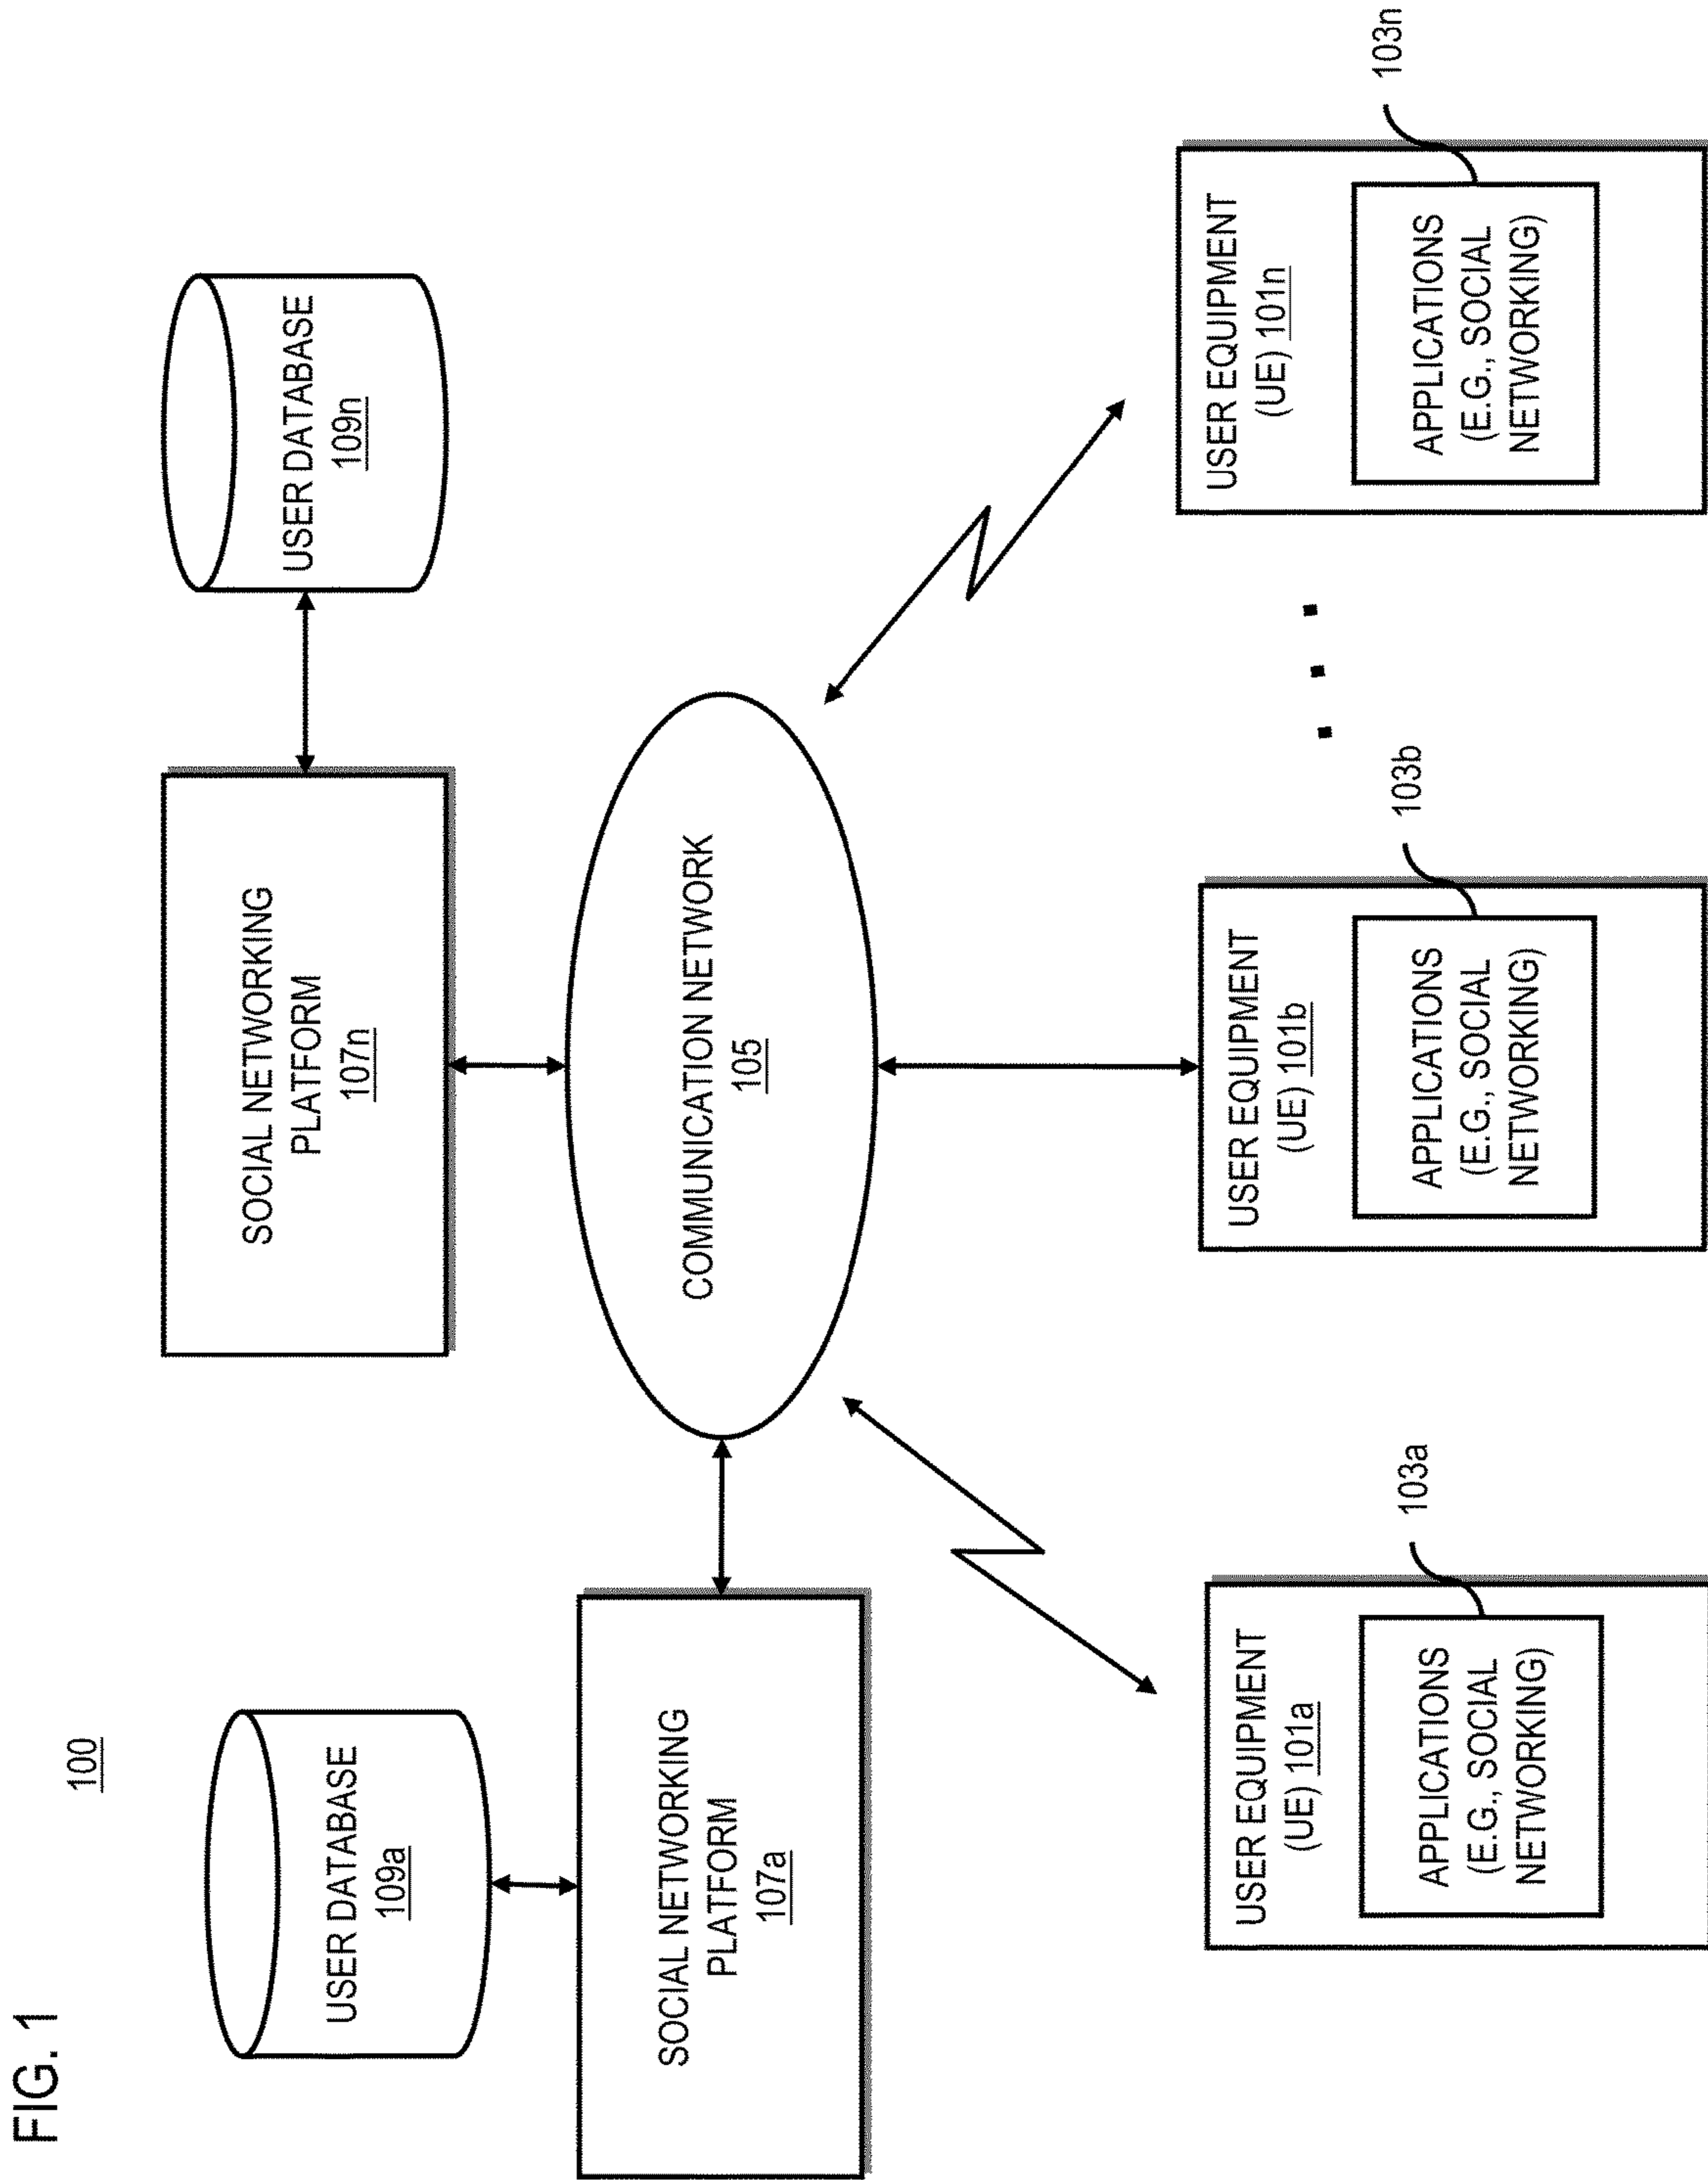 FIG. 1
100
USER DATABASE
109a
SOCIAL NETWORKING
PLATFORM
107a
SOCIAL NETWORKING
PLATFORM
107n
USER DATABASE
109n
COMMUNICATION NETWORK
105
USER EQUIPMENT
(UE) 101a
APPLICATIONS
(E.G., SOCIAL
NETWORKING)
103a
USER EQUIPMENT
(UE) 101b
APPLICATIONS
(E.G., SOCIAL
NETWORKING)
103b
USER EQUIPMENT
(UE) 101n
APPLICATIONS
(E.G., SOCIAL
NETWORKING)
103n